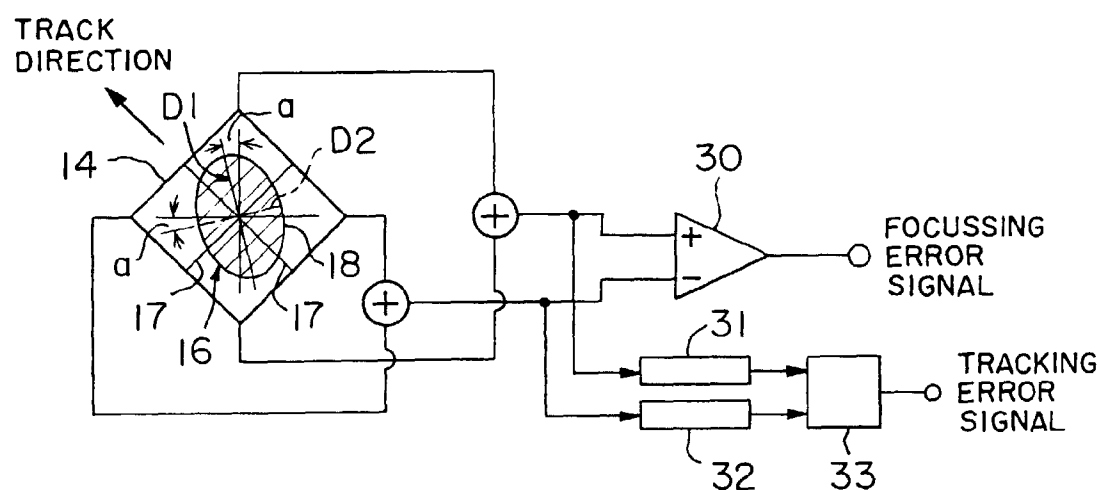 TRACK
DIRECTION
D1
a
D2
14
30
+
+
−
FOCUSSING
ERROR
SIGNAL
a
18
+
17
16
17
31
TRACKING
ERROR
SIGNAL
32
33